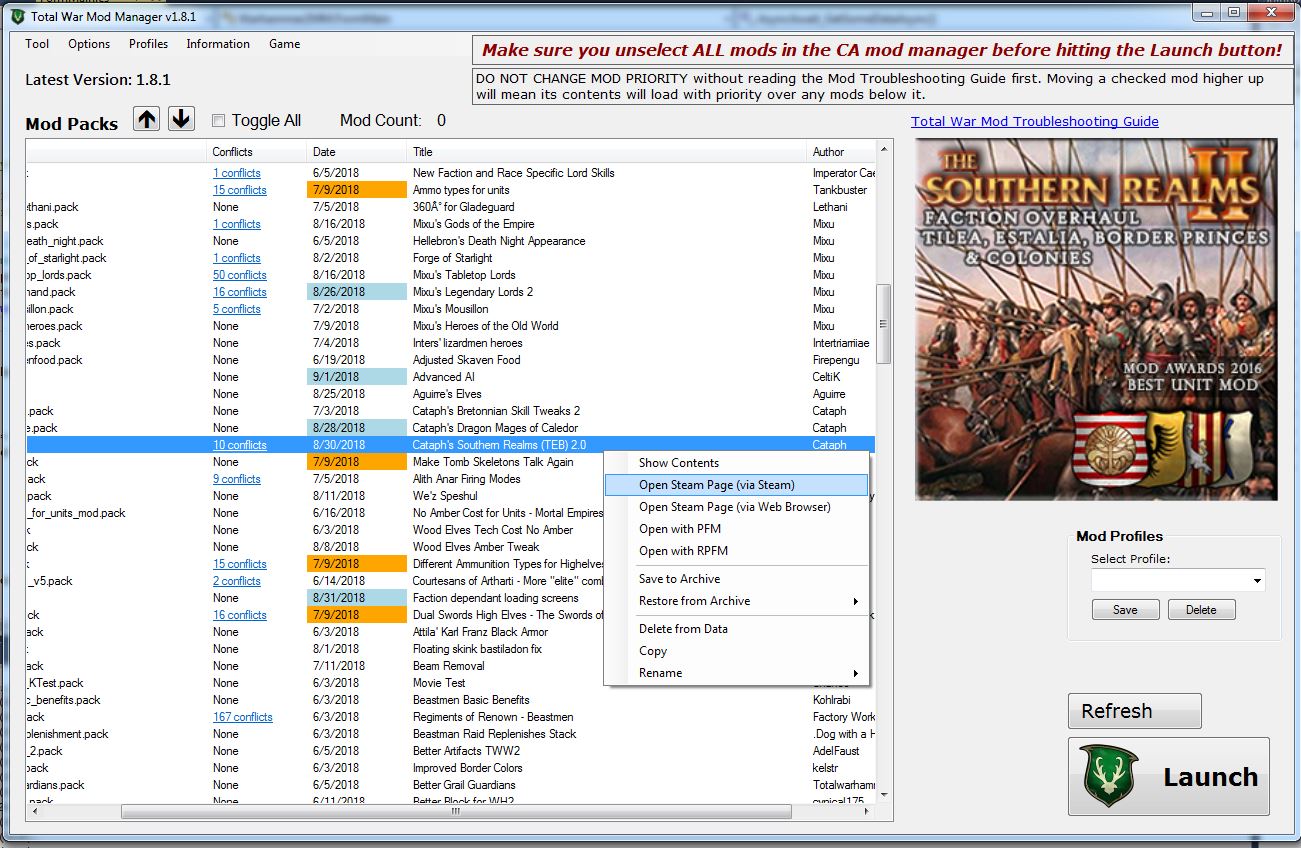 Total War Mod Manager v1.8.1
Tool Options Profiles Information Game
Make sure you unselect ALL mods in the CA mod manager before hitting the Launch button!
Latest Version: 1.8.1
DO NOT CHANGE MOD PRIORITY without reading the Mod Troubleshooting Guide first. Moving a checked mod higher up
will mean its contents will load with priority over any mods below it.
Mod Packs Toggle All Mod Count: 0
Total War Mod Troubleshooting Guide
Conflicts Date Title Author
1 conflicts 6/5/2018 New Faction and Race Specific Lord Skills Imperator Cae
15 conflicts 7/9/2018 Ammo types for units Tankbuster
ethani.pack None 7/5/2018 360Â° for Gladeguard Lethani
s.pack 1 conflicts 8/16/2018 Mixu's Gods of the Empire Mixu
eath_night.pack None 6/5/2018 Hellebron's Death Night Appearance Mixu
_of_starlight.pack 1 conflicts 8/2/2018 Forge of Starlight Mixu
op_lords.pack 50 conflicts 8/16/2018 Mixu's Tabletop Lords Mixu
hand.pack 16 conflicts 8/26/2018 Mixu's Legendary Lords 2 Mixu
sillon.pack 5 conflicts 7/2/2018 Mixu's Mousillon Mixu
heroes.pack None 7/9/2018 Mixu's Heroes of the Old World Mixu
es.pack None 7/4/2018 Inters' lizardmen heroes Intertriarriiae
enfood.pack None 6/19/2018 Adjusted Skaven Food Firepengu
None 9/1/2018 Advanced AI CeltiK
None 8/25/2018 Aguirre's Elves Aguirre
.pack None 7/3/2018 Cataph's Bretonnian Skill Tweaks 2 Cataph
e.pack None 8/28/2018 Cataph's Dragon Mages of Caledor Cataph
10 conflicts 8/30/2018 Cataph's Southern Realms (TEB) 2.0 Cataph
ck None 7/9/2018 Make Tomb Skeletons Talk Again
ack 9 conflicts 7/5/2018 Alith Anar Firing Modes
pack None 8/11/2018 We'z Speshul
_for_units_mod.pack None 6/16/2018 No Amber Cost for Units - Mortal Empires
ck None 6/3/2018 Wood Elves Tech Cost No Amber
ck None 8/8/2018 Wood Elves Amber Tweak
15 conflicts 7/9/2018 Different Ammunition Types for Highelves
_v5.pack 2 conflicts 6/14/2018 Courtesans of Artharti - More "elite" coml
None 8/31/2018 Faction dependant loading screens
ck 16 conflicts 7/9/2018 Dual Swords High Elves - The Swords of
ack None 6/3/2018 Attila' Karl Franz Black Armor
None 8/1/2018 Floating skink bastiladon fix
ack None 7/11/2018 Beam Removal
_KTest.pack None 6/3/2018 Movie Test
c_benefits.pack None 6/3/2018 Beastmen Basic Benefits Kohlrabi
ack 167 conflicts 6/3/2018 Regiments of Renown - Beastmen Factory Work
plenishment.pack None 6/3/2018 Beastman Raid Replenishes Stack .Dog with a H
_2.pack None 6/5/2018 Better Artifacts TWW2 AdelFaust
pack None 6/3/2018 Improved Border Colors kelstr
ardians.pack None 6/5/2018 Better Grail Guardians Totalwarhamm
None 6/11/2018 Better Block for WH2 cynical175
Show Contents
Open Steam Page (via Steam)
Open Steam Page (via Web Browser)
Open with PFM
Open with RPFM
Save to Archive
Restore from Archive
Delete from Data
Copy
Rename
THE
SOUTHERN REALMS
II
FACTION OVERHAUL
TILEA, ESTALIA, BORDER PRINCES
& COLONIES
MOD AWARDS 2016
BEST UNIT MOD
Mod Profiles
Select Profile:
Save Delete
Refresh
Launch